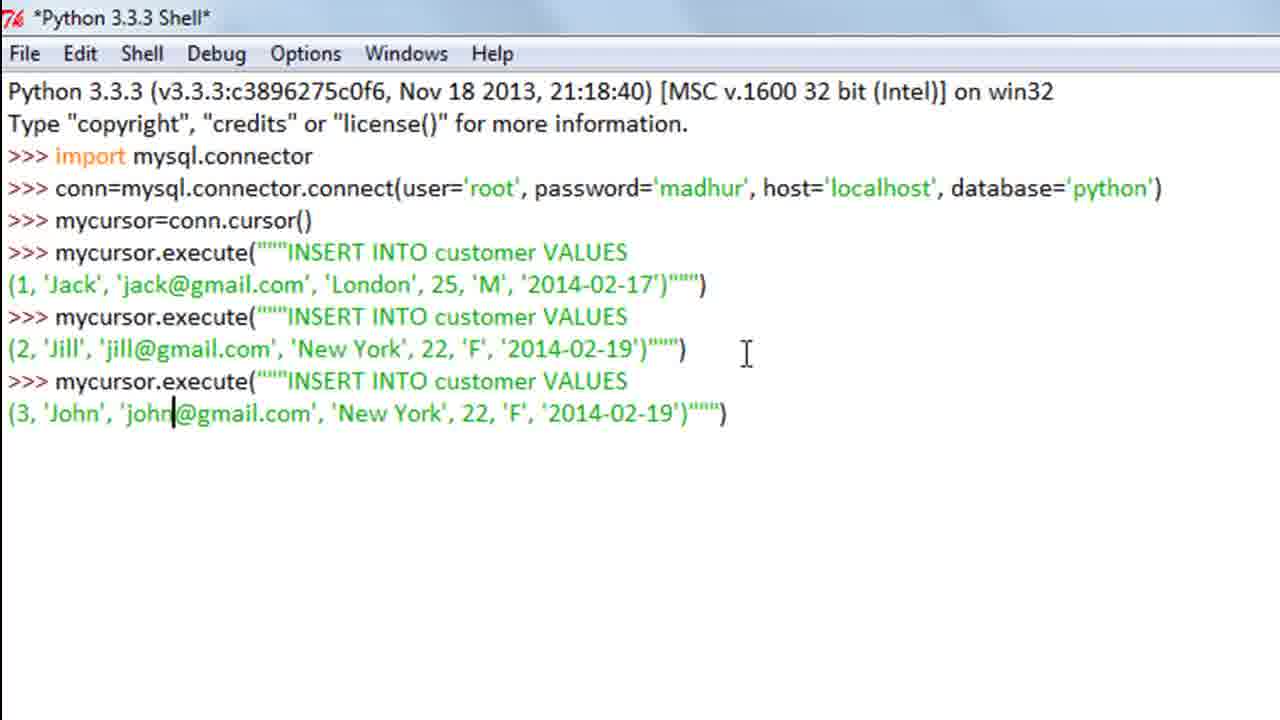 *Python 3.3.3 Shell*
File Edit Shell Debug Options Windows Help
Python 3.3.3 (v3.3.3:c3896275c0f6, Nov 18 2013, 21:18:40) [MSC v.1600 32 bit (Intel)] on win32
Type "copyright", "credits" or "license()" for more information.
>>> import mysql.connector
>>> conn=mysql.connector.connect(user='root', password='madhur', host='localhost', database='python')
>>> mycursor=conn.cursor()
>>> mycursor.execute("""INSERT INTO customer VALUES
(1, 'Jack', 'jack@gmail.com', 'London', 25, 'M', '2014-02-17')""")
>>> mycursor.execute("""INSERT INTO customer VALUES
(2, 'Jill', 'jill@gmail.com', 'New York', 22, 'F', '2014-02-19')""")
>>> mycursor.execute("""INSERT INTO customer VALUES
(3, 'John', 'john@gmail.com', 'New York', 22, 'F', '2014-02-19')""")